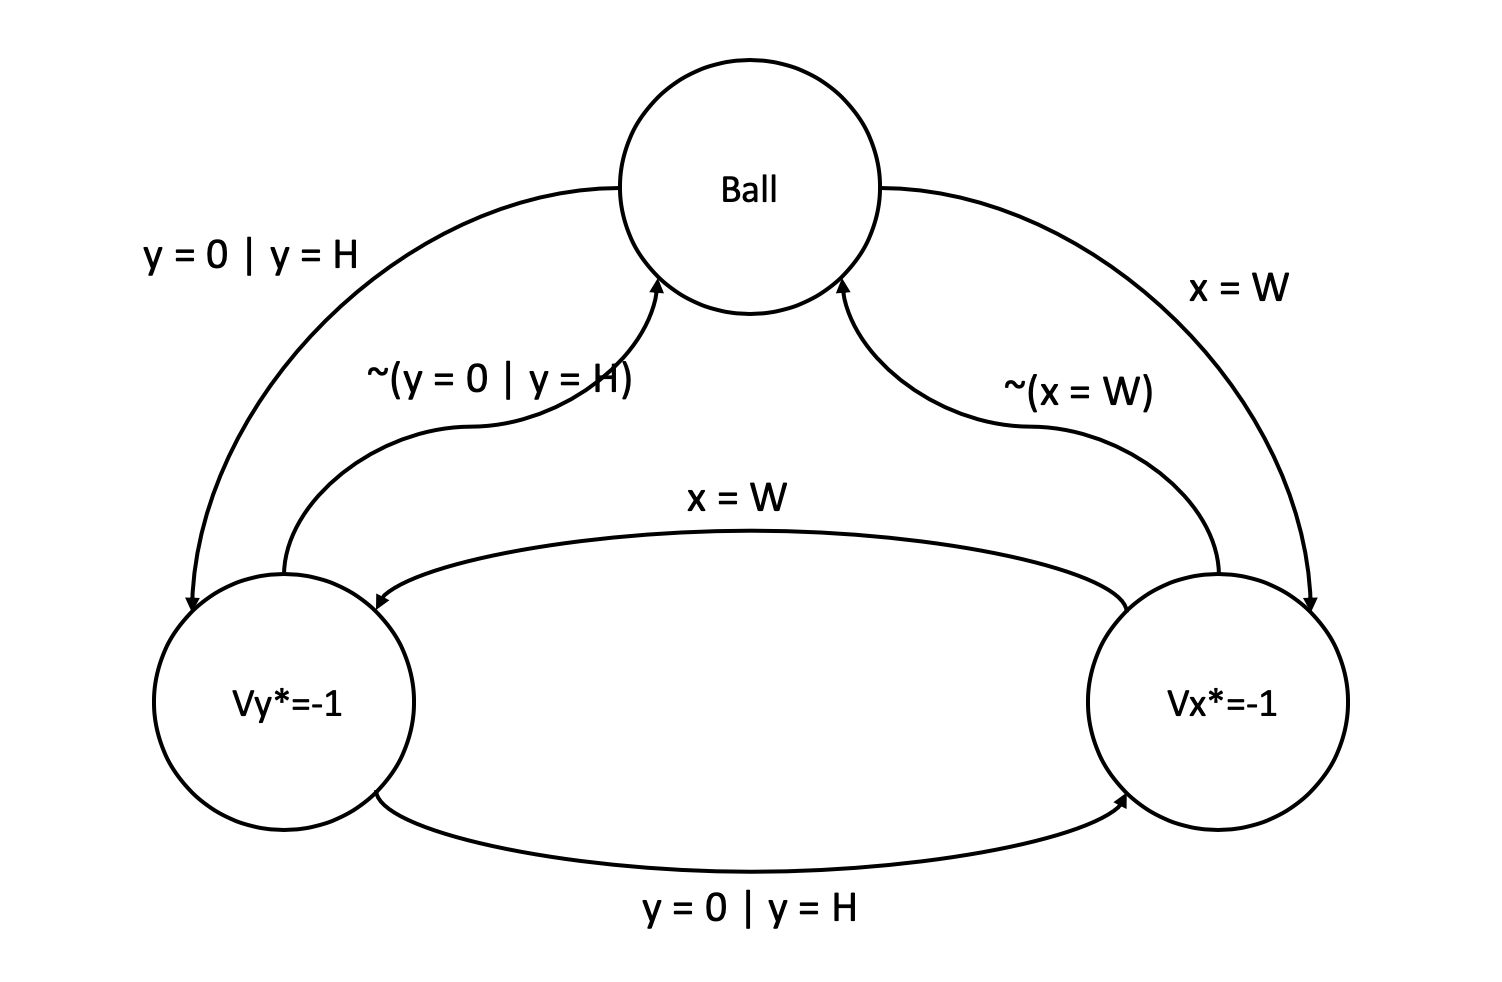 Ball
y = 0 | y = H
x = W
~(y = 0 | y = H)
~(x = W)
x = W
Vy*=-1
Vx*=-1
y = 0 | y = H